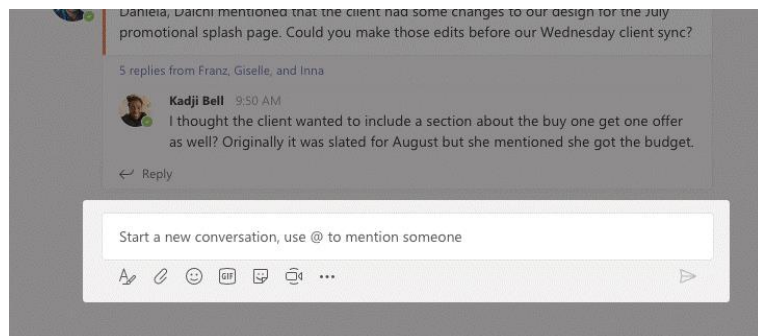 Daniela, Daichi mentioned that the client had some changes to our design for the July
promotional splash page. Could you make those edits before our Wednesday client sync?
5 replies from Franz, Giselle, and Inna
Kadji Bell 9:50 AM
I thought the client wanted to include a section about the buy one get one offer
as well? Originally it was slated for August but she mentioned she got the budget.
Reply
Start a new conversation, use @ to mention someone
GIF